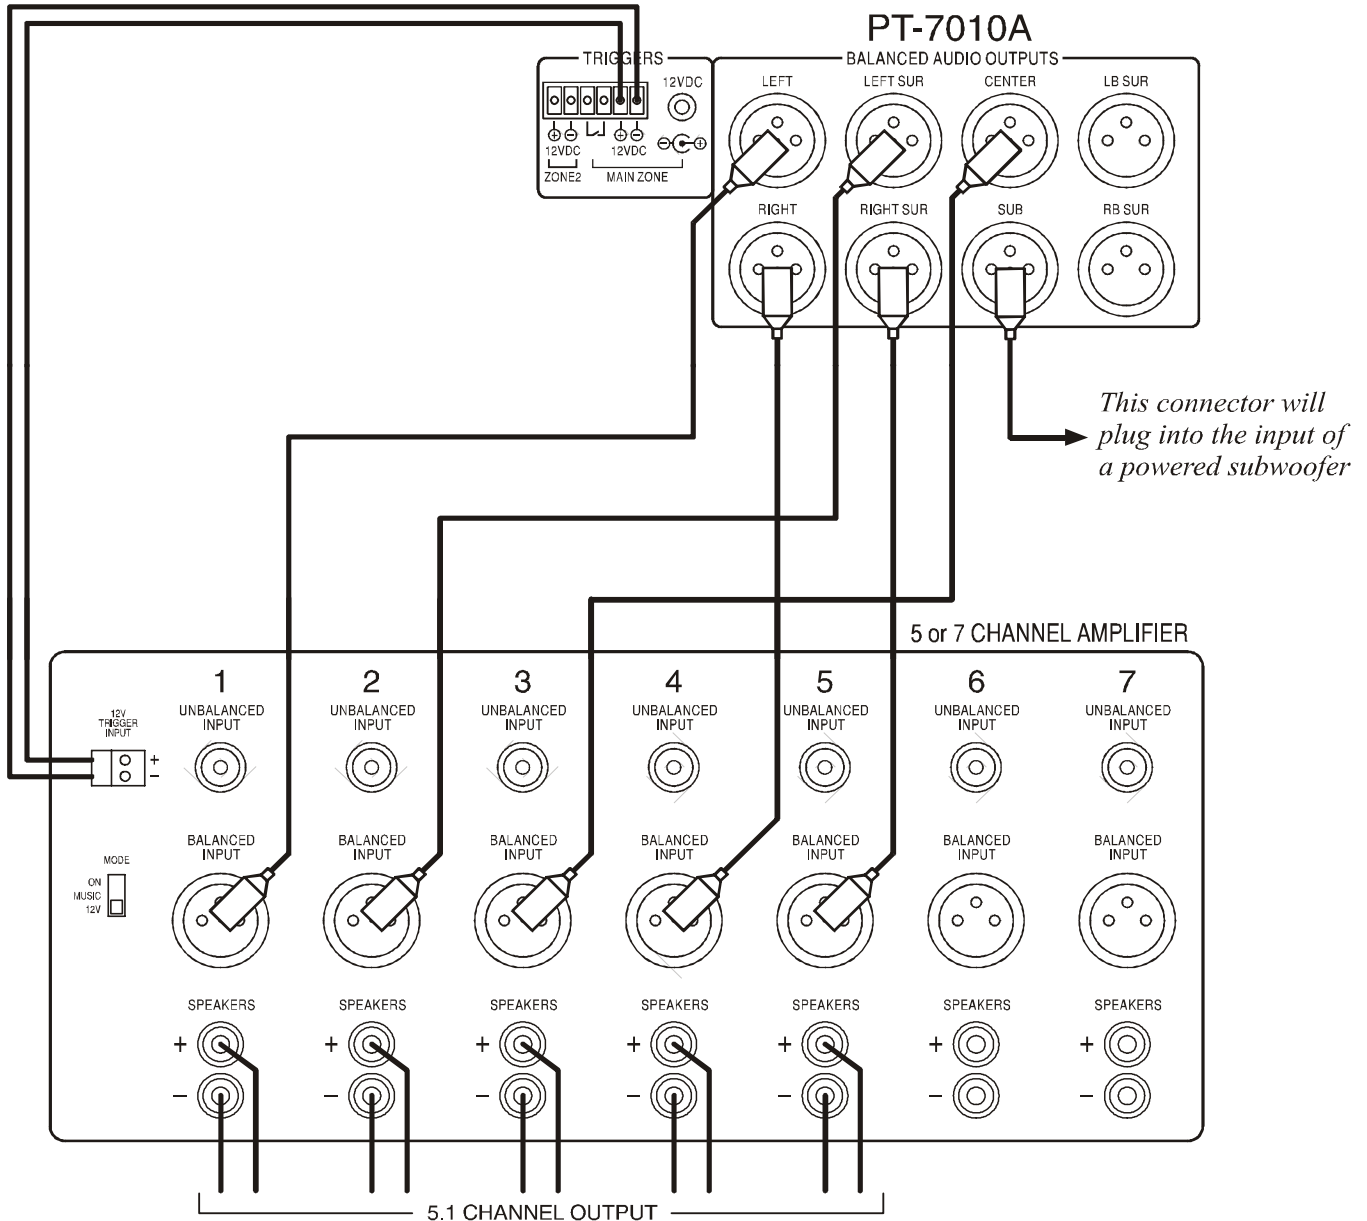 PT-7010A
TRIGGERS
BALANCED AUDIO OUTPUTS
12VDC
LEFT
LEFT SUR
CENTER
LB SUR
12VDC
12VDC
ZONE2
MAIN ZONE
RIGHT
RIGHT SUR
SUB
RB SUR
This connector will
plug into the input of
a powered subwoofer
5 or 7 CHANNEL AMPLIFIER
1
2
3
4
5
6
7
UNBALANCED
INPUT
UNBALANCED
INPUT
UNBALANCED
INPUT
UNBALANCED
INPUT
UNBALANCED
INPUT
UNBALANCED
INPUT
UNBALANCED
INPUT
12V
TRIGGER
INPUT
+
−
BALANCED
INPUT
BALANCED
INPUT
BALANCED
INPUT
BALANCED
INPUT
BALANCED
INPUT
BALANCED
INPUT
BALANCED
INPUT
MODE
ON
MUSIC
12V
SPEAKERS
SPEAKERS
SPEAKERS
SPEAKERS
SPEAKERS
SPEAKERS
SPEAKERS
+ + + + + + +
− − − − − − −
5.1 CHANNEL OUTPUT